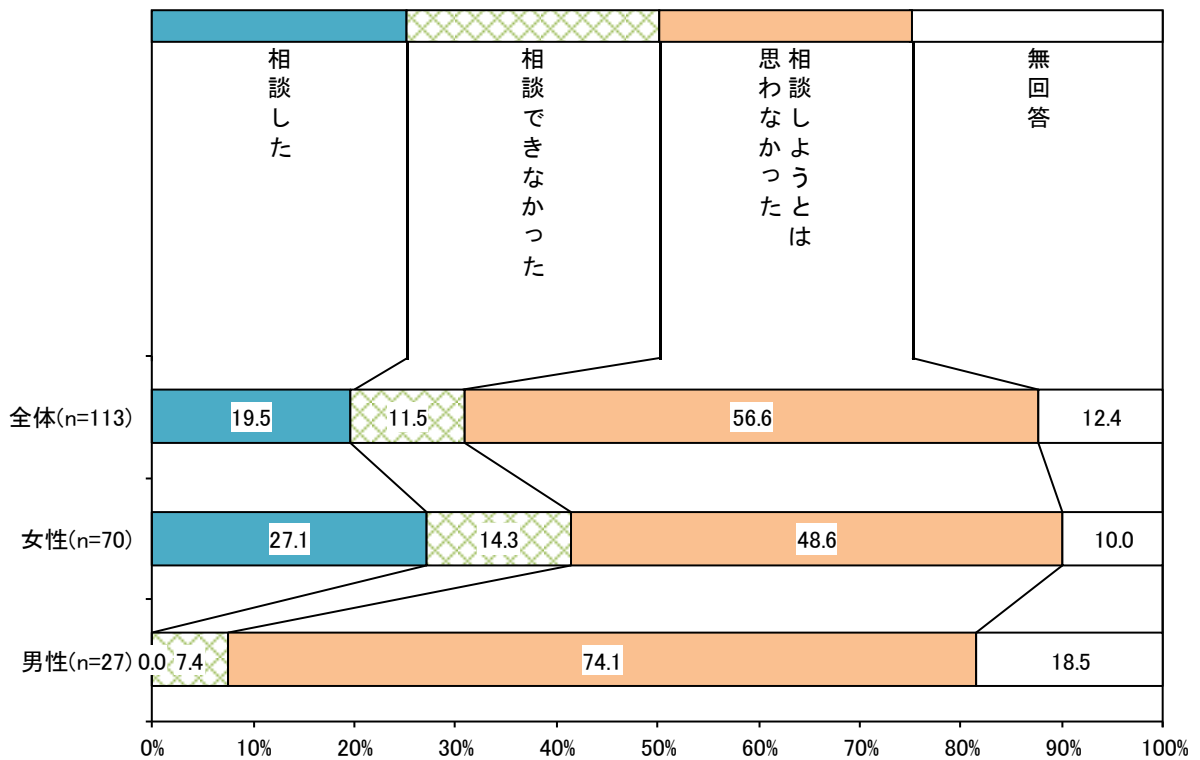 相談した
相談できなかった
相談しようとは
思わなかった
無回答
全体(n=113) 19.5 11.5 56.6 12.4
女性(n=70) 27.1 14.3 48.6 10.0
男性(n=27) 0.0 7.4 74.1 18.5
0% 10% 20% 30% 40% 50% 60% 70% 80% 90% 100%